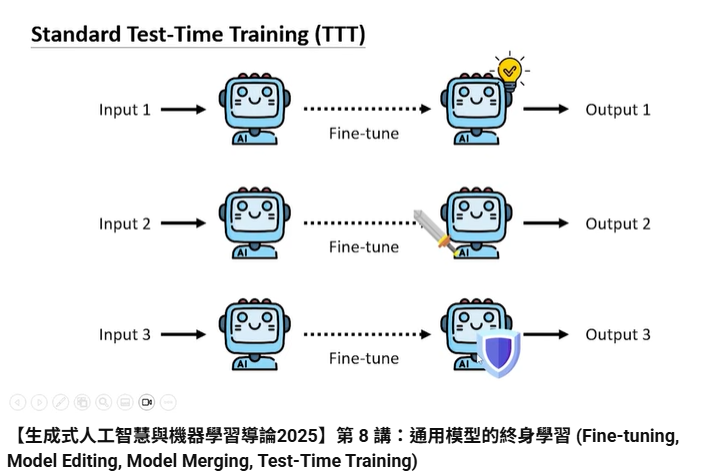 Standard Test-Time Training (TTT)
Input 1
AI
Fine-tune
AI
Output 1
Input 2
AI
Fine-tune
AI
Output 2
Input 3
AI
Fine-tune
AI
Output 3
【生成式人工智慧與機器學習導論2025】第 8 講：通用模型的終身學習 (Fine-tuning,
Model Editing, Model Merging, Test-Time Training)